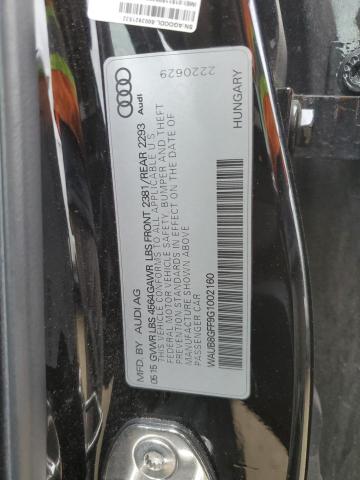 SN:AGOOODL
Audi
2220629
HUNGARY
MFD. BY AUDI AG
05 15 GVWR LBS 4564 GAWR LBS FRONT 2381/REAR 2293
THIS VEHICLE CONFORMS TO ALL APPLICABLE U.S.
FEDERAL MOTOR VEHICLE SAFETY, BUMPER AND THEFT
PREVENTION STANDARDS IN EFFECT ON THE DATE OF
MANUFACTURE SHOWN ABOVE.
PASSENGER CAR
WAUB8GFF9G1002160